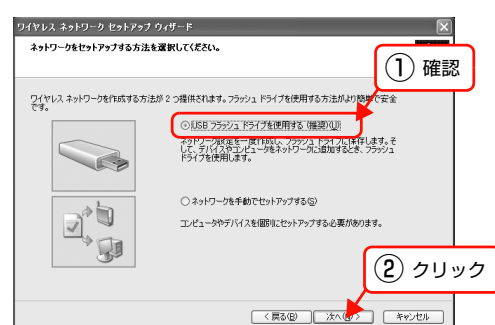 ワイヤレス ネットワーク セットアップ ウィザード
ネットワークをセットアップする方法を選択してください。
① 確認
ワイヤレス ネットワークを作成する方法が 2 つ提供されます。フラッシュ ドライブを使用する方法がより簡単で安全
です。
USB フラッシュ ドライブを使用する (推奨)(U)
ネットワーク設定を一度作成し、フラッシュ ドライブに保存します。そ
して、デバイスやコンピュータをネットワークに追加するとき、フラッシュ
ドライブを使用します。
ネットワークを手動でセットアップする(S)
コンピュータやデバイスを個別にセットアップする必要があります。
② クリック
< 戻る(B)
次へ(N) >
キャンセル